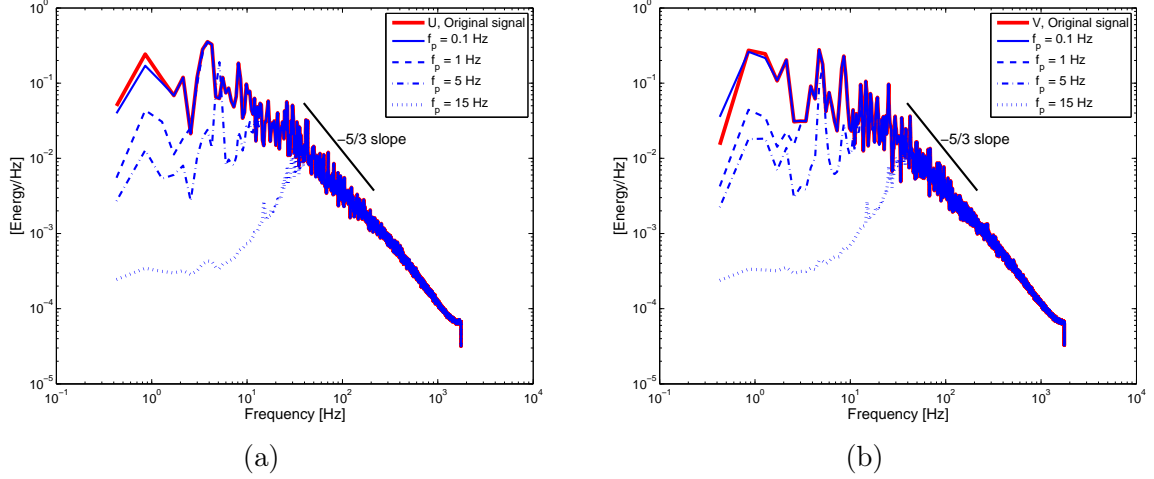 10^0
10^-1
10^-2
10^-3
10^-4
10^-5
[Energy/Hz]
U, Original signal
f_p = 0.1 Hz
f_p = 1 Hz
f_p = 5 Hz
f_p = 15 Hz
−5/3 slope
10^-1 10^0 10^1 10^2 10^3 10^4
Frequency [Hz]
(a)
10^0
10^-1
10^-2
10^-3
10^-4
10^-5
[Energy/Hz]
V, Original signal
f_p = 0.1 Hz
f_p = 1 Hz
f_p = 5 Hz
f_p = 15 Hz
−5/3 slope
10^-1 10^0 10^1 10^2 10^3 10^4
Frequency [Hz]
(b)